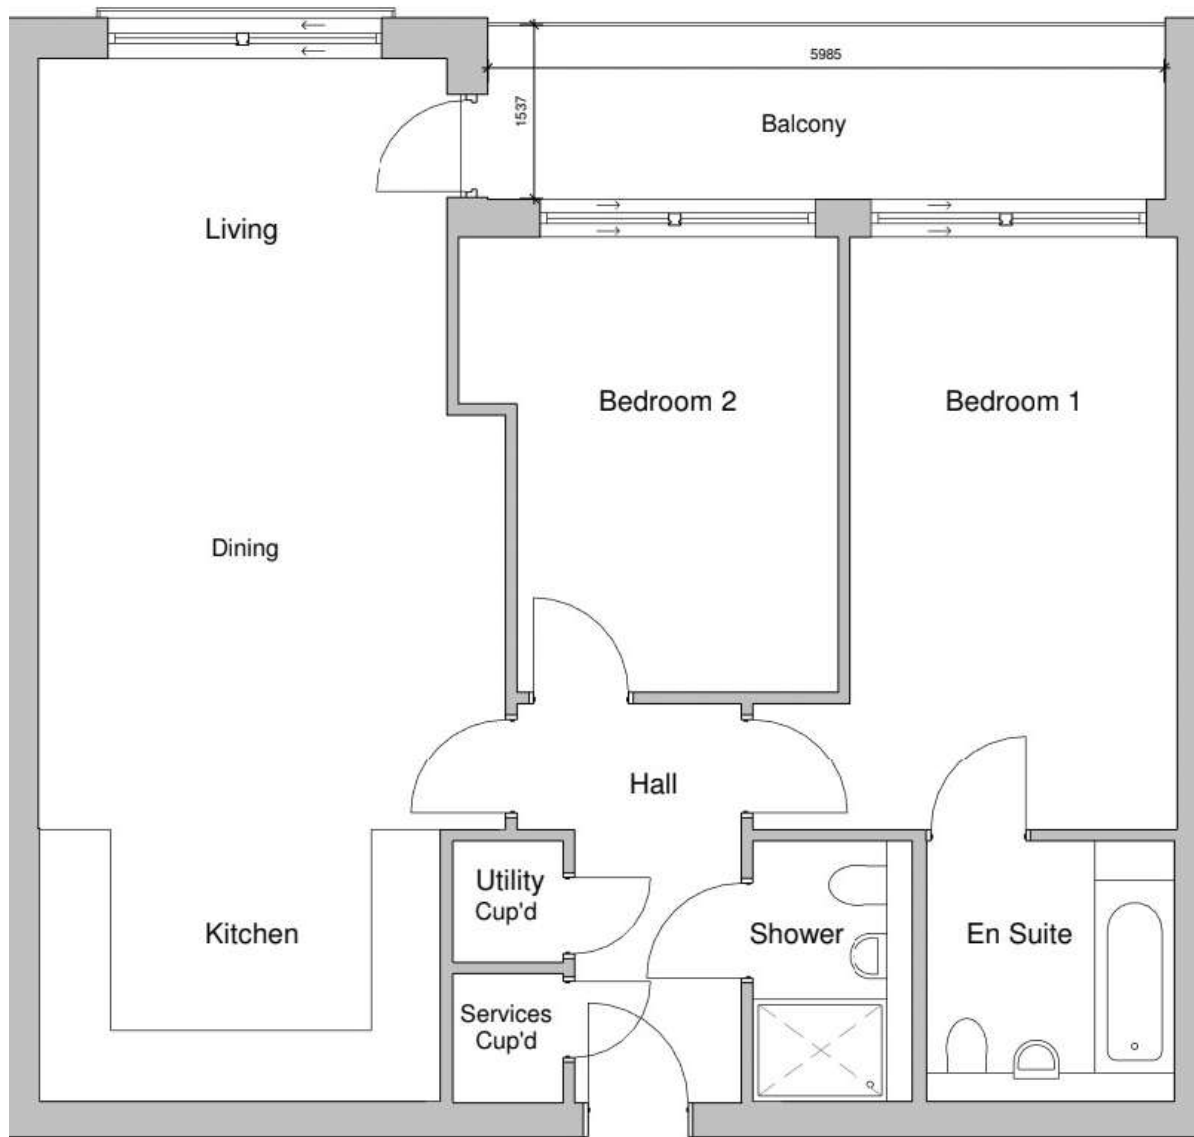 5985
1537
Balcony
Living
Bedroom 2
Bedroom 1
Dining
Hall
Utility
Cup'd
Kitchen
Shower
En Suite
Services
Cup'd